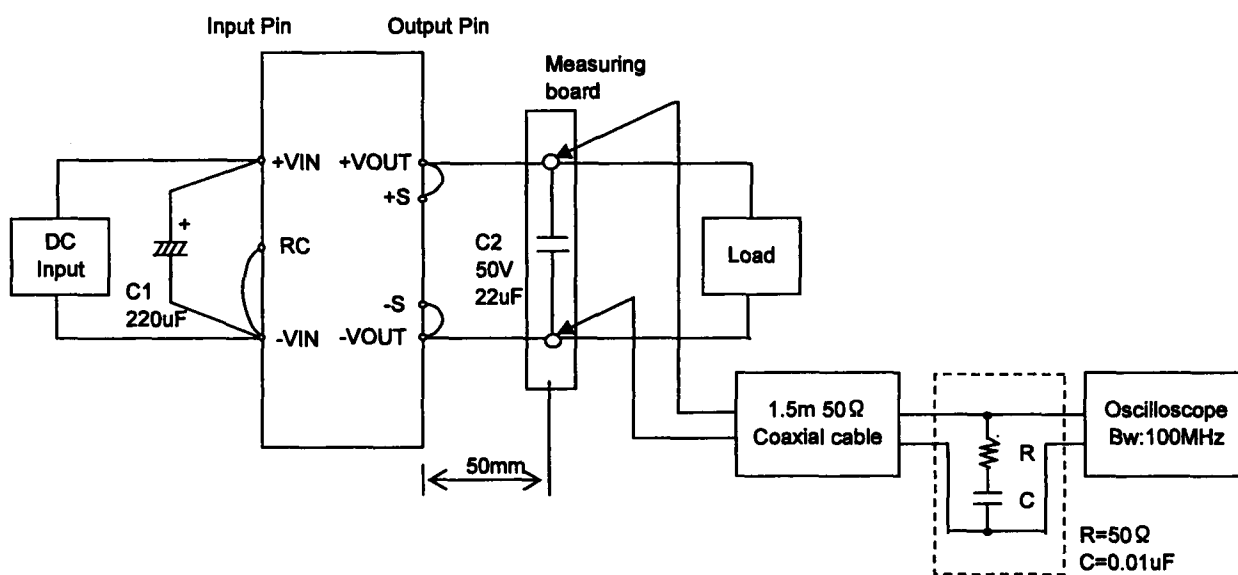 Input Pin
Output Pin
Measuring
board
+VIN
+VOUT
+S
+
DC
Input
RC
C1
220uF
C2
50V
22uF
Load
-S
-VIN
-VOUT
50mm
1.5m 50Ω
Coaxial cable
R
C
Oscilloscope
Bw:100MHz
R=50Ω
C=0.01uF